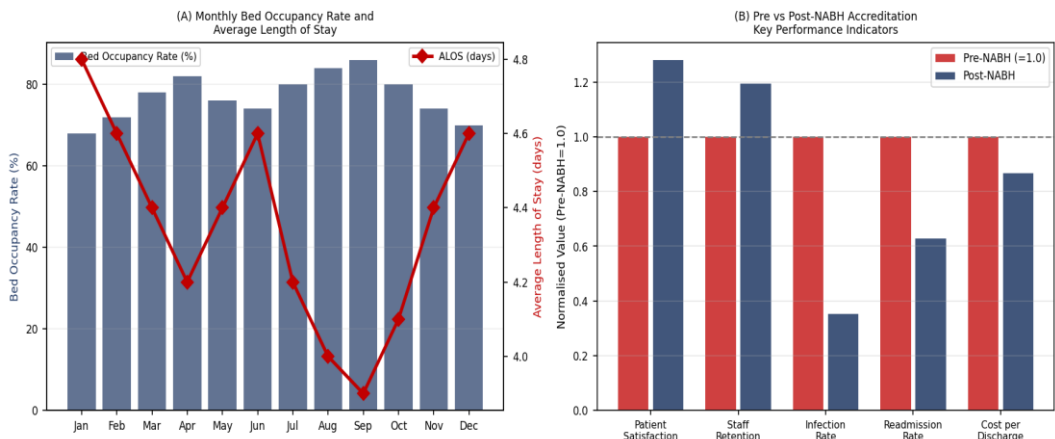 (A) Monthly Bed Occupancy Rate and
Average Length of Stay
Bed Occupancy Rate (%)
ALOS (days)
Bed Occupancy Rate (%)
80
60
40
20
0
Jan Feb Mar Apr May Jun Jul Aug Sep Oct Nov Dec
4.8
4.6
4.4
4.2
4.0
Average Length of Stay (days)
(B) Pre vs Post-NABH Accreditation
Key Performance Indicators
Pre-NABH (=1.0)
Post-NABH
Normalised Value (Pre-NABH=1.0)
1.2
1.0
0.8
0.6
0.4
0.2
0.0
Patient Staff Infection Readmission Cost per
Satisfaction Retention Rate Rate Discharge